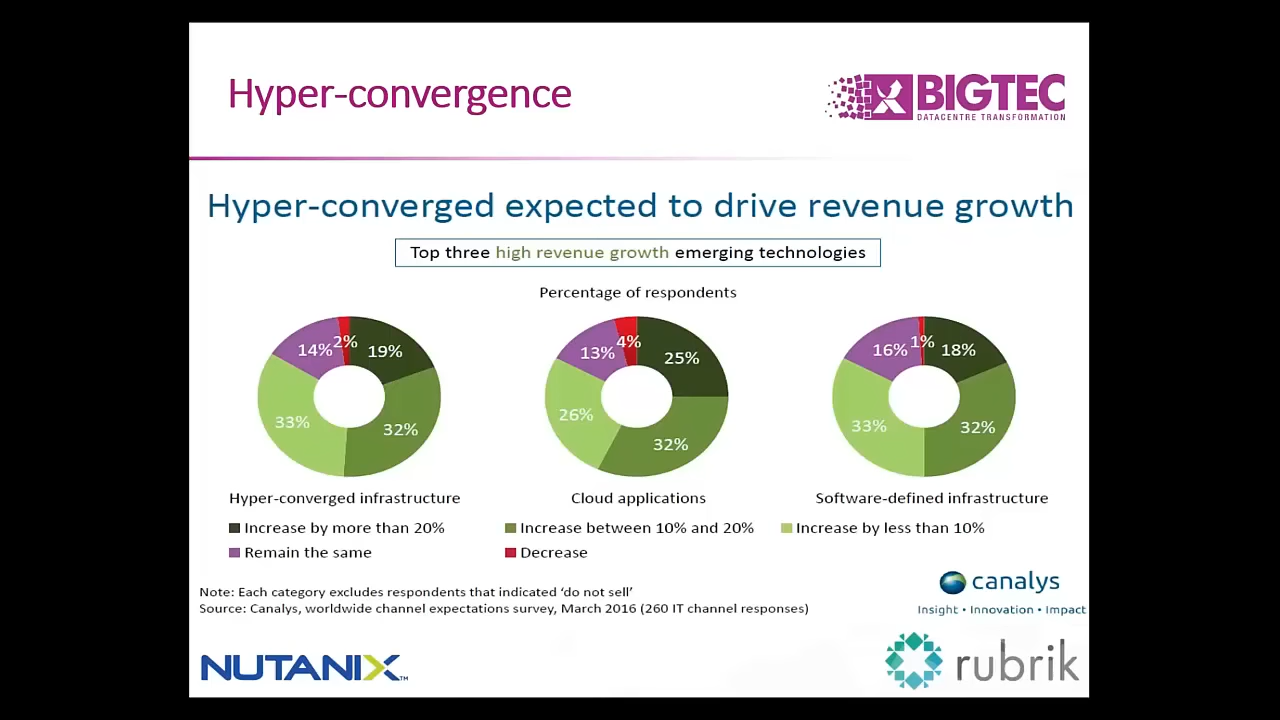 Hyper-convergence
BIGTEC
DATACENTRE TRANSFORMATION
Hyper-converged expected to drive revenue growth
Top three high revenue growth emerging technologies
Percentage of respondents
2%
19%
32%
33%
14%
4%
25%
32%
26%
13%
1%
18%
32%
33%
16%
Hyper-converged infrastructure
Cloud applications
Software-defined infrastructure
Increase by more than 20%
Increase between 10% and 20%
Increase by less than 10%
Remain the same
Decrease
Note: Each category excludes respondents that indicated ‘do not sell’
Source: Canalys, worldwide channel expectations survey, March 2016 (260 IT channel responses)
canalys
Insight • Innovation • Impact
NUTANIX™
rubrik